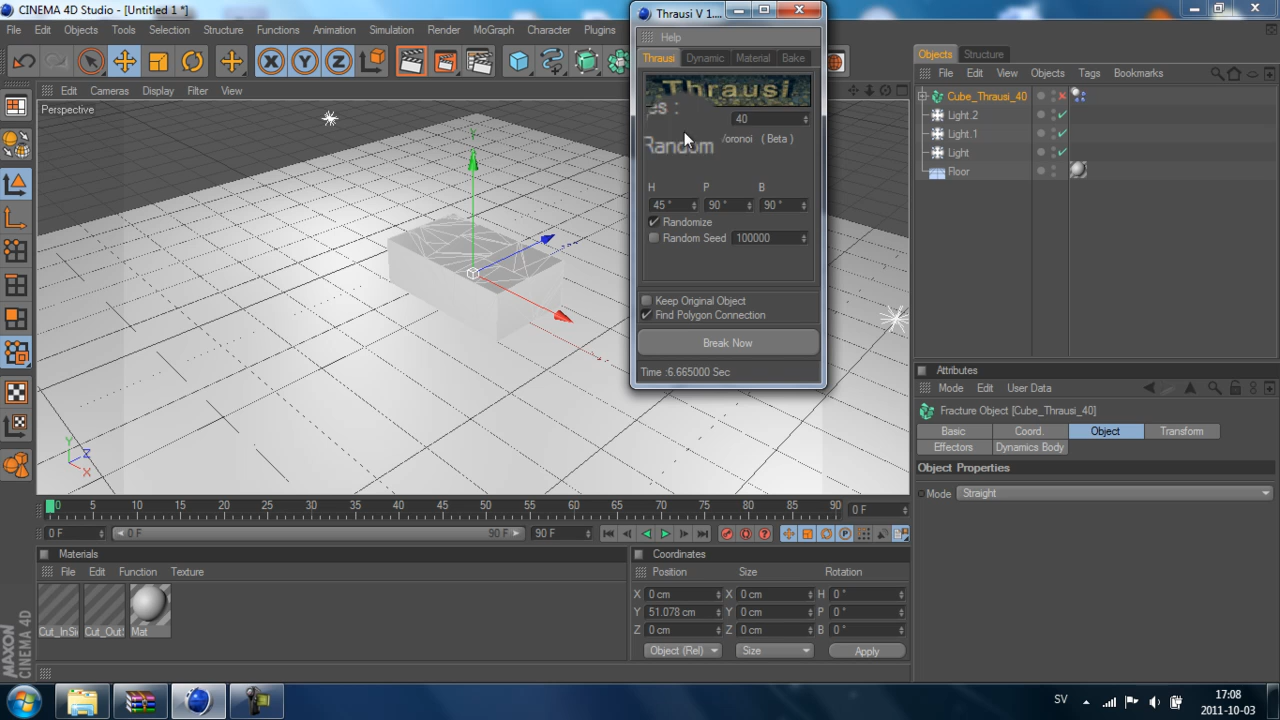 CINEMA 4D Studio - [Untitled 1 *]
File Edit Objects Tools Selection Structure Functions Animation Simulation Render MoGraph Character Plugins
Edit Cameras Display Filter View
Perspective
Y
Y
Z
X
0 5 10 15 20 25 30 35 40 45 50 55 60 65 70 75 80 85 90
0 F
0 F
0 F
90 F
90 F
Materials
File Edit Function Texture
Cut_InSi
Cut_Out
Mat
MAXON
CINEMA 4D
Coordinates
Position Size Rotation
X 0 cm X 0 cm H 0 °
Y 51.078 cm Y 0 cm P 0 °
Z 0 cm Z 0 cm B 0 °
Object (Rel) Size Apply
Thrausi V 1....
Help
Thrausi Dynamic Material Bake
Thrausi
es :
40
Random
Voronoi ( Beta )
H P B
45 ° 90 ° 90 °
Randomize
Random Seed 100000
Keep Original Object
Find Polygon Connection
Break Now
Time :6.665000 Sec
Objects Structure
File Edit View Objects Tags Bookmarks
Cube_Thrausi_40
Light.2
Light.1
Light
Floor
Attributes
Mode Edit User Data
Fracture Object [Cube_Thrausi_40]
Basic Coord. Object Transform
Effectors Dynamics Body
Object Properties
Mode Straight
SV
17:08
2011-10-03